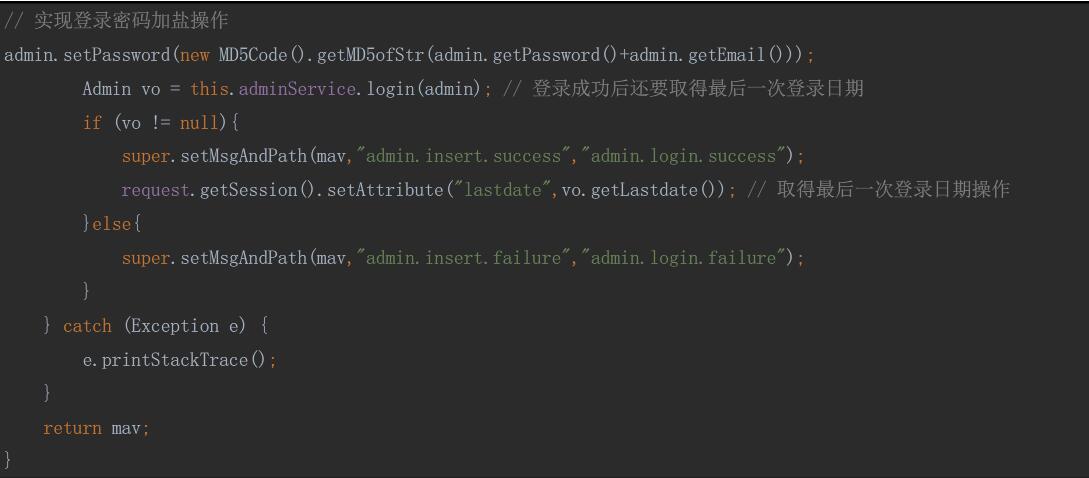 // 实现登录密码加盐操作
admin.setPassword(new MD5Code().getMD5ofStr(admin.getPassword()+admin.getEmail()));
Admin vo = this.adminService.login(admin); // 登录成功后还要取得最后一次登录日期
if (vo != null){
super.setMsgAndPath(mav,"admin.insert.success","admin.login.success");
request.getSession().setAttribute("lastdate",vo.getLastdate()); // 取得最后一次登录日期操作
}else{
super.setMsgAndPath(mav,"admin.insert.failure","admin.login.failure");
}
} catch (Exception e) {
e.printStackTrace();
}
return mav;
}